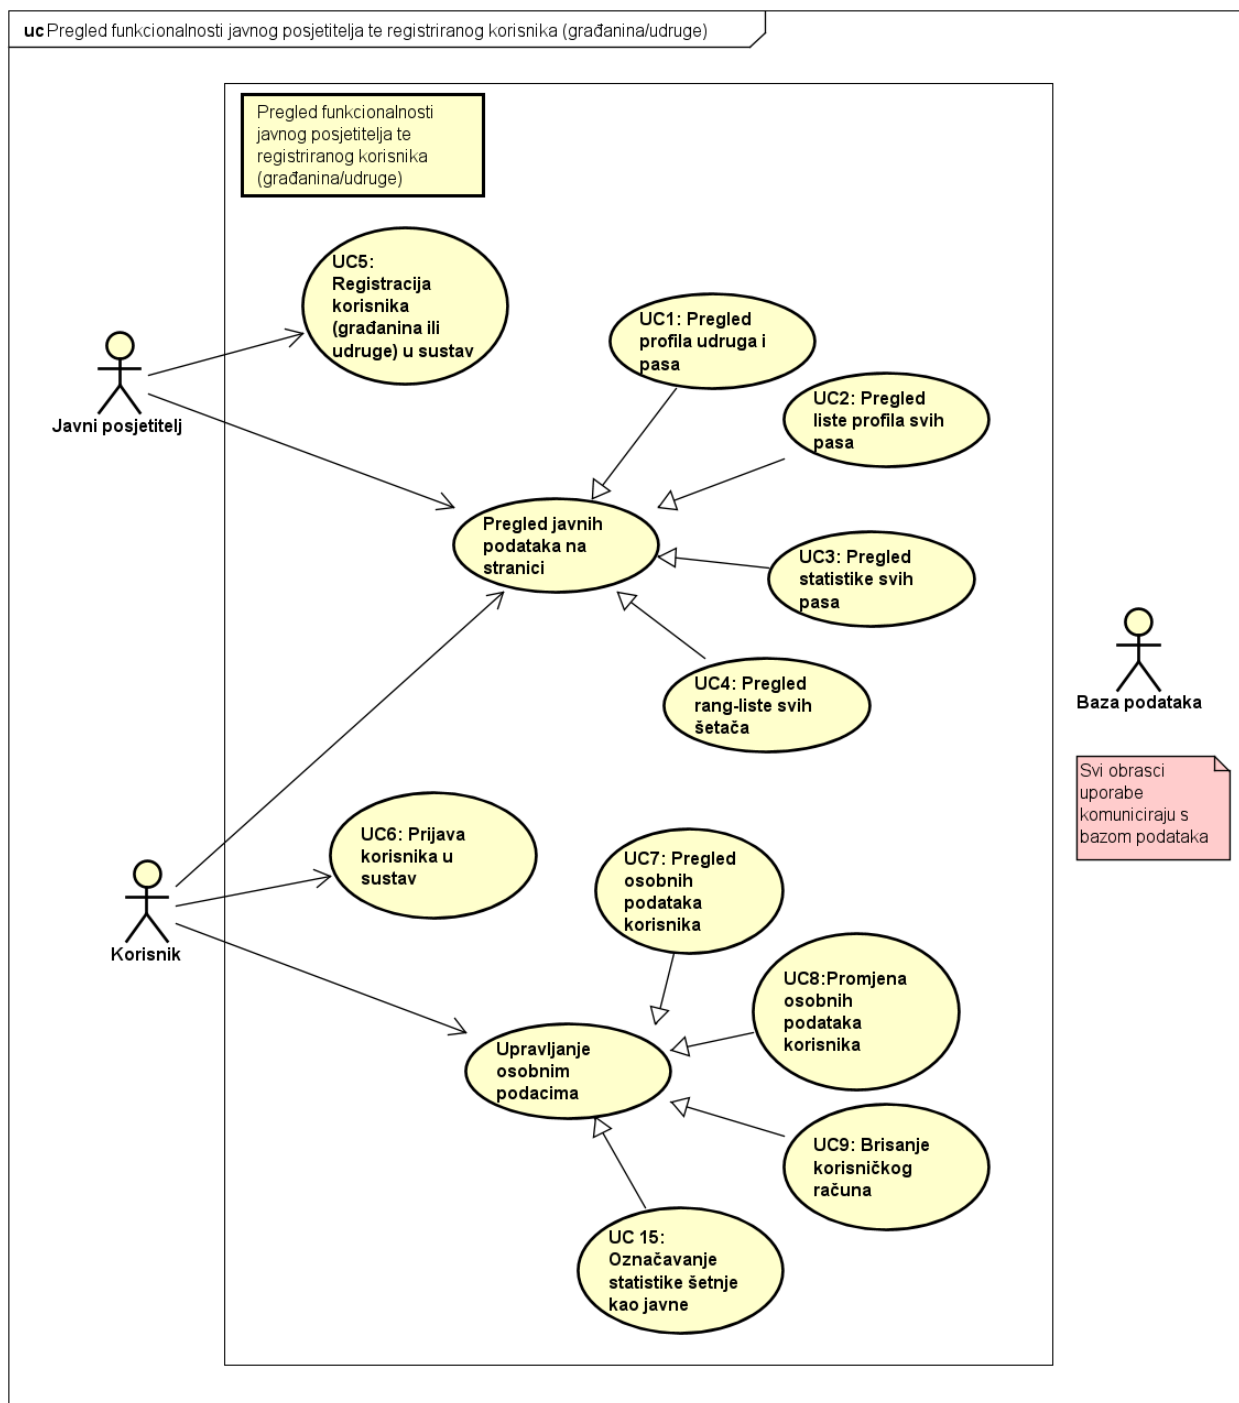 uc Pregled funkcionalnosti javnog posjetitelja te registriranog korisnika (građanina/udruge)
Pregled funkcionalnosti
javnog posjetitelja te
registriranog korisnika
(građanina/udruge)
UC5:
Registracija
korisnika
(građanina ili
udruge) u sustav
UC1: Pregled
profila udruga i
pasa
UC2: Pregled
liste profila svih
pasa
Javni posjetitelj
Pregled javnih
podataka na
stranici
UC3: Pregled
statistike svih
pasa
UC4: Pregled
rang-liste svih
šetača
Baza podataka
Svi obrasci
uporabe
komuniciraju s
bazom podataka
UC6: Prijava
korisnika u
sustav
UC7: Pregled
osobnih
podataka
korisnika
Korisnik
UC8:Promjena
osobnih
podataka
korisnika
Upravljanje
osobnim
podacima
UC9: Brisanje
korisničkog
računa
UC 15:
Označavanje
statistike šetnje
kao javne